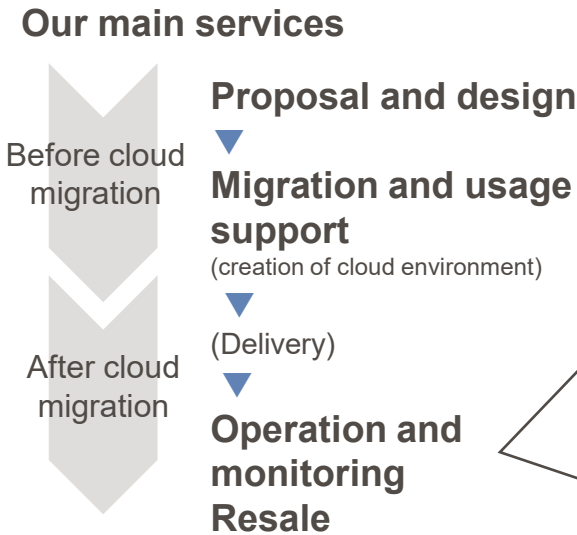 Our main services
Before cloud
migration
Proposal and design
Migration and usage
support
(creation of cloud environment)
After cloud
migration
(Delivery)
Operation and
monitoring
Resale